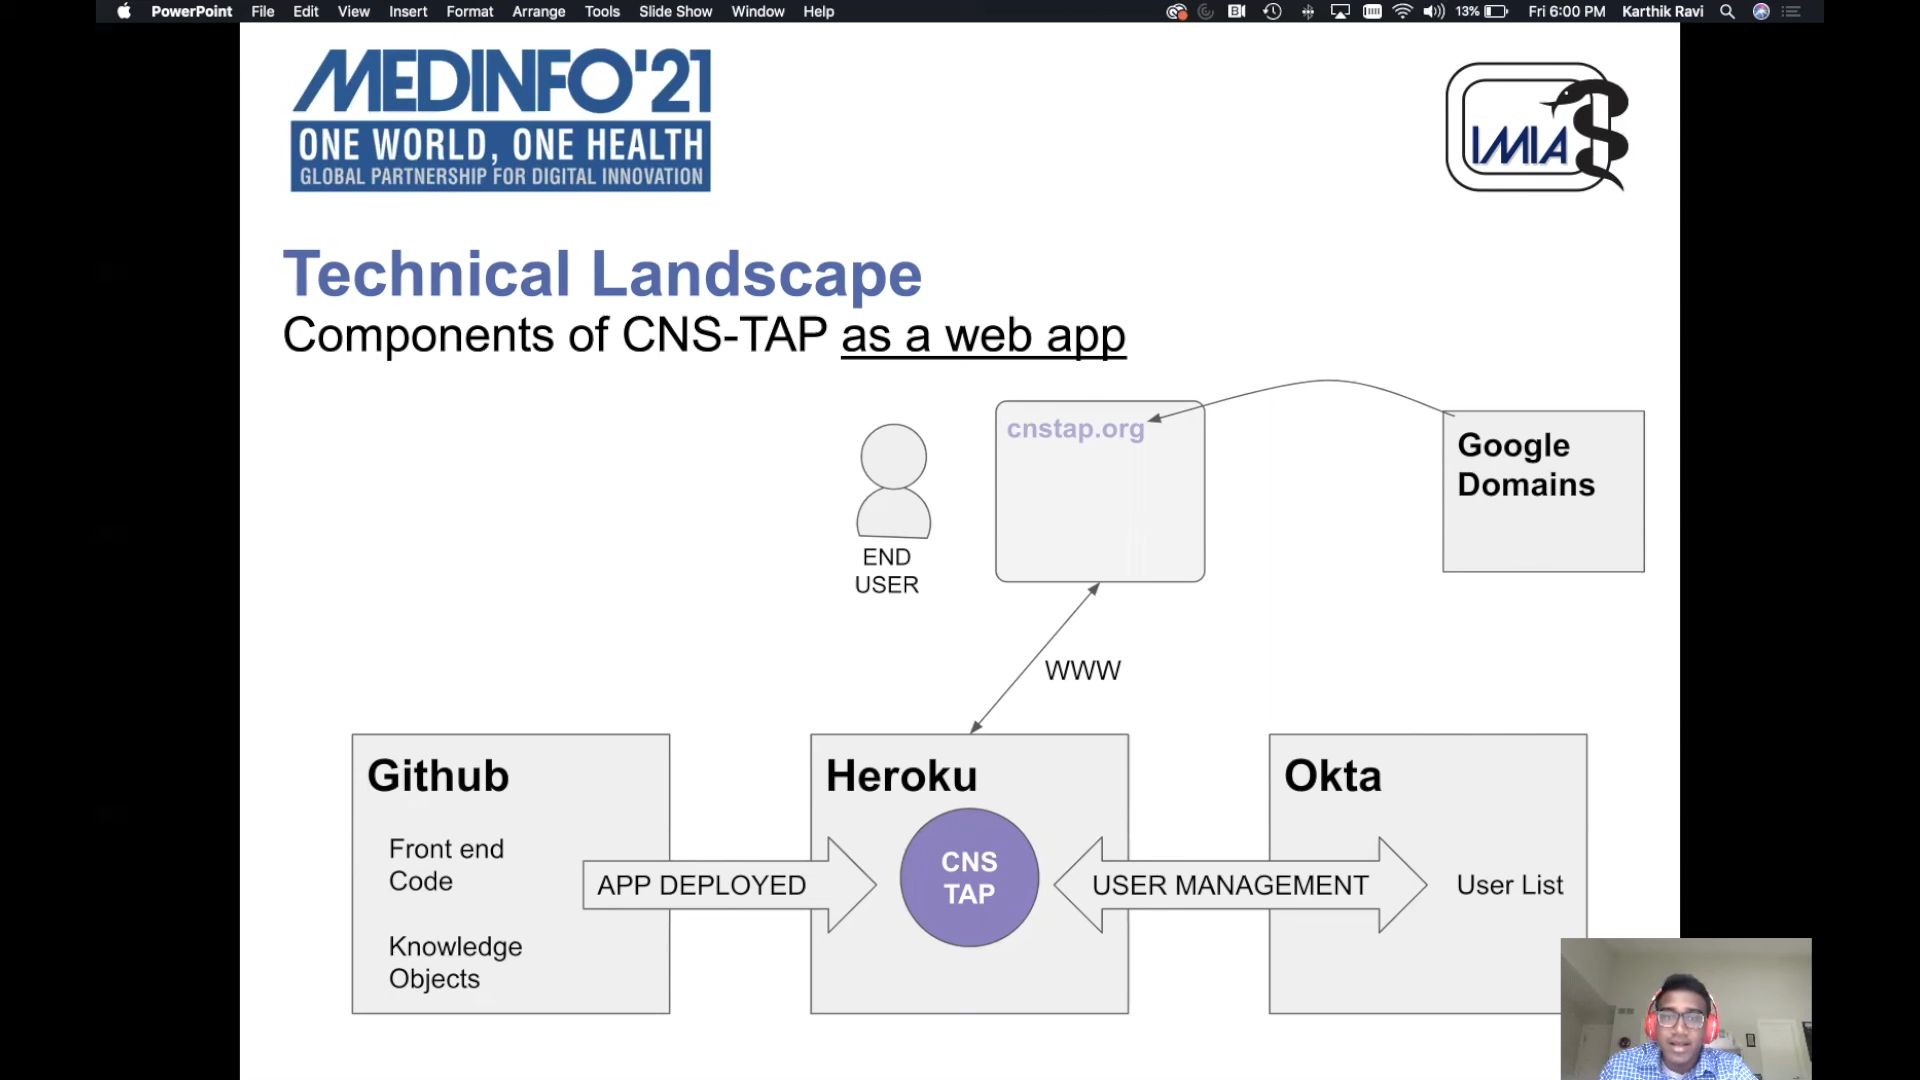 PowerPoint File Edit View Insert Format Arrange Tools Slide Show Window Help 13% Fri 6:00 PM Karthik Ravi
MEDINFO'21
ONE WORLD, ONE HEALTH
GLOBAL PARTNERSHIP FOR DIGITAL INNOVATION
IMIA
Technical Landscape
Components of CNS-TAP as a web app
cnstap.org
Google
Domains
END
USER
WWW
Github
Front end
Code
Knowledge
Objects
APP DEPLOYED
Heroku
CNS
TAP
USER MANAGEMENT
Okta
User List